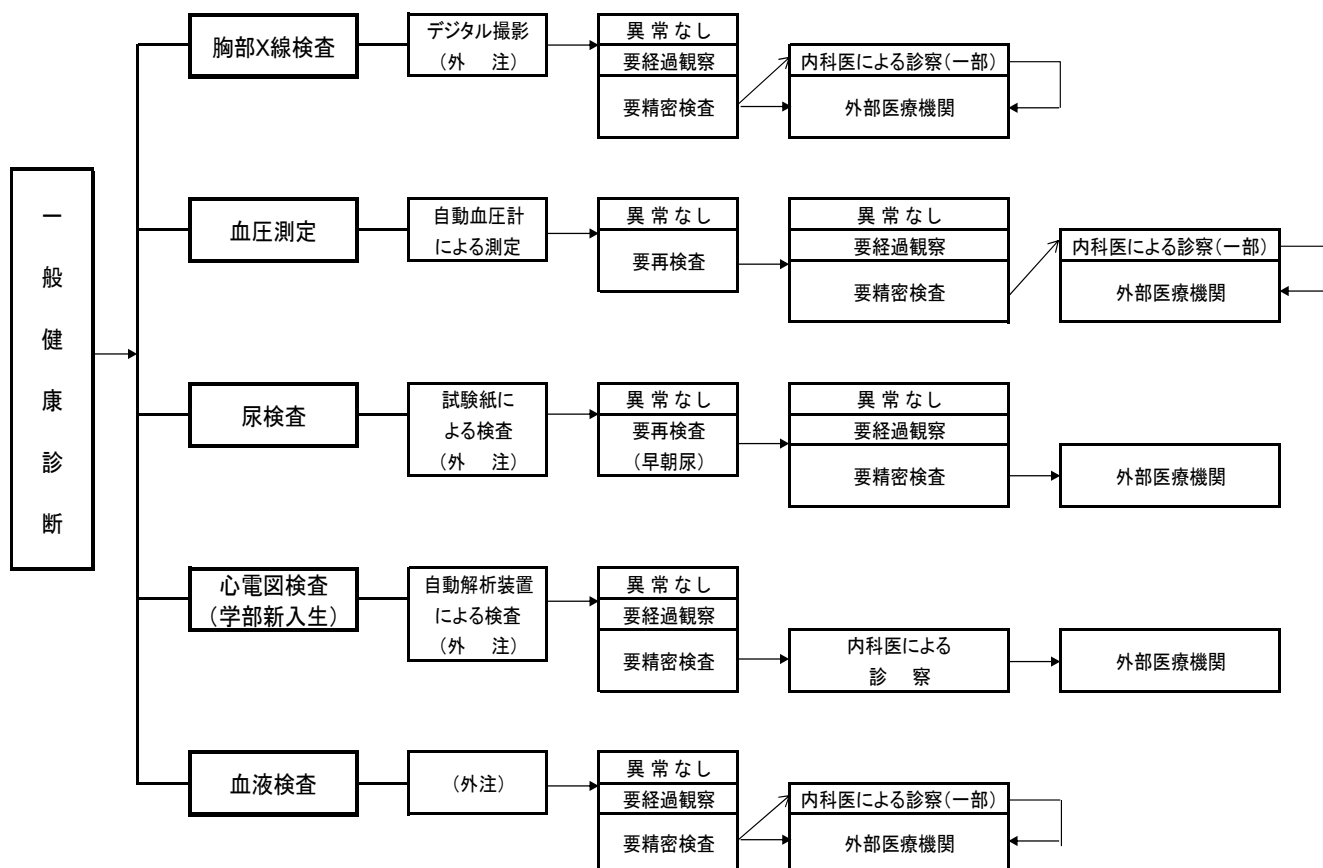 一般健康診断
胸部X線検査
デジタル撮影
(外 注)
異常なし
要経過観察
要精密検査
内科医による診察(一部)
外部医療機関
血圧測定
自動血圧計
による測定
異常なし
要再検査
異常なし
要経過観察
要精密検査
内科医による診察(一部)
外部医療機関
尿検査
試験紙に
よる検査
(外 注)
異常なし
要再検査
(早朝尿)
異常なし
要経過観察
要精密検査
外部医療機関
心電図検査
(学部新入生)
自動解析装置
による検査
(外 注)
異常なし
要経過観察
要精密検査
内科医による
診 察
外部医療機関
血液検査
(外注)
異常なし
要経過観察
要精密検査
内科医による診察(一部)
外部医療機関